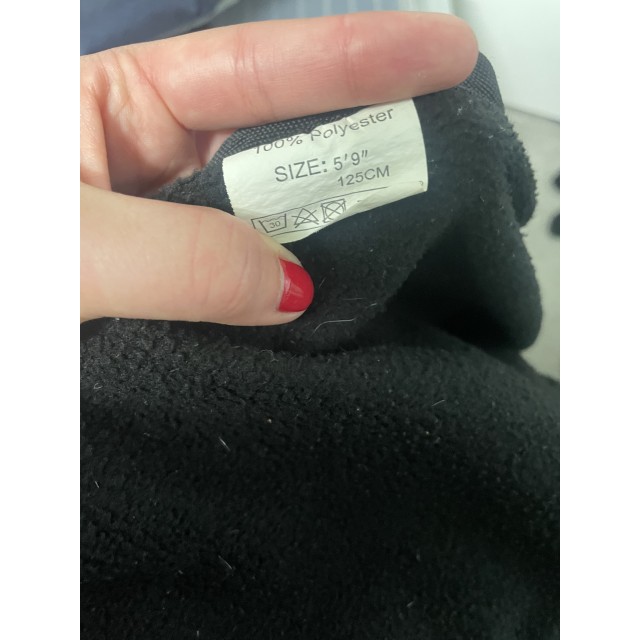 100% Polyester
SIZE: 5'9"
125CM
30